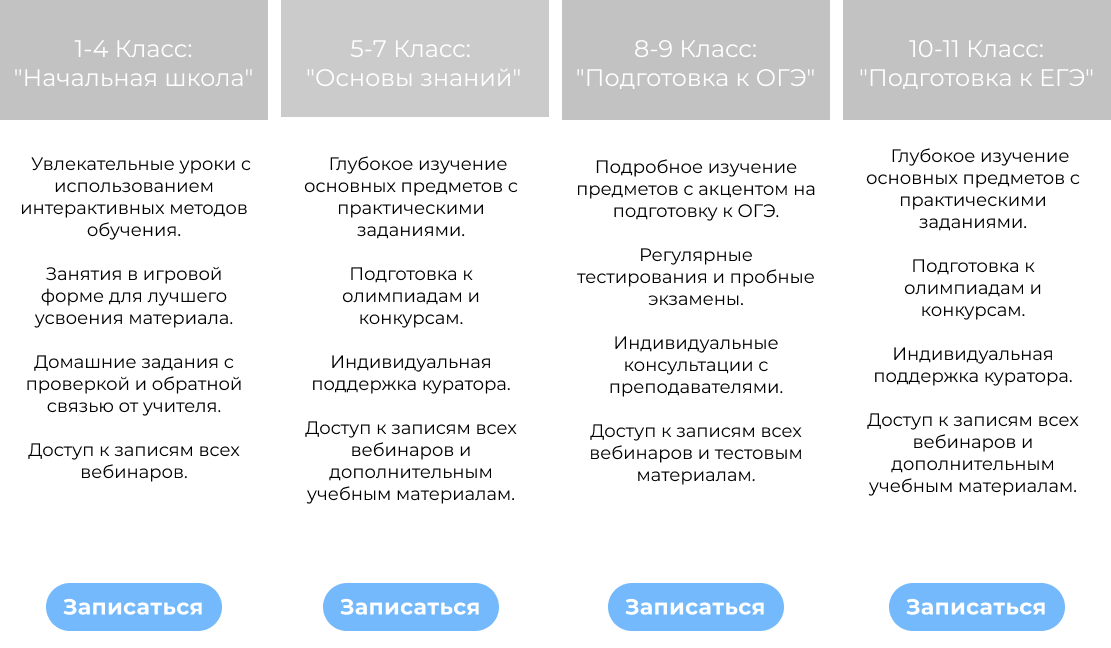 1-4 Класс:
"Начальная школа"
Увлекательные уроки с
использованием
интерактивных методов
обучения.
Занятия в игровой
форме для лучшего
усвоения материала.
Домашние задания с
проверкой и обратной
связью от учителя.
Доступ к записям всех
вебинаров.
Записаться
5-7 Класс:
"Основы знаний"
Глубокое изучение
основных предметов с
практическими
заданиями.
Подготовка к
олимпиадам и
конкурсам.
Индивидуальная
поддержка куратора.
Доступ к записям всех
вебинаров и
дополнительным
учебным материалам.
Записаться
8-9 Класс:
"Подготовка к ОГЭ"
Подробное изучение
предметов с акцентом на
подготовку к ОГЭ.
Регулярные
тестирования и пробные
экзамены.
Индивидуальные
консультации с
преподавателями.
Доступ к записям всех
вебинаров и тестовым
материалам.
Записаться
10-11 Класс:
"Подготовка к ЕГЭ"
Глубокое изучение
основных предметов с
практическими
заданиями.
Подготовка к
олимпиадам и
конкурсам.
Индивидуальная
поддержка куратора.
Доступ к записям всех
вебинаров и
дополнительным
учебным материалам.
Записаться